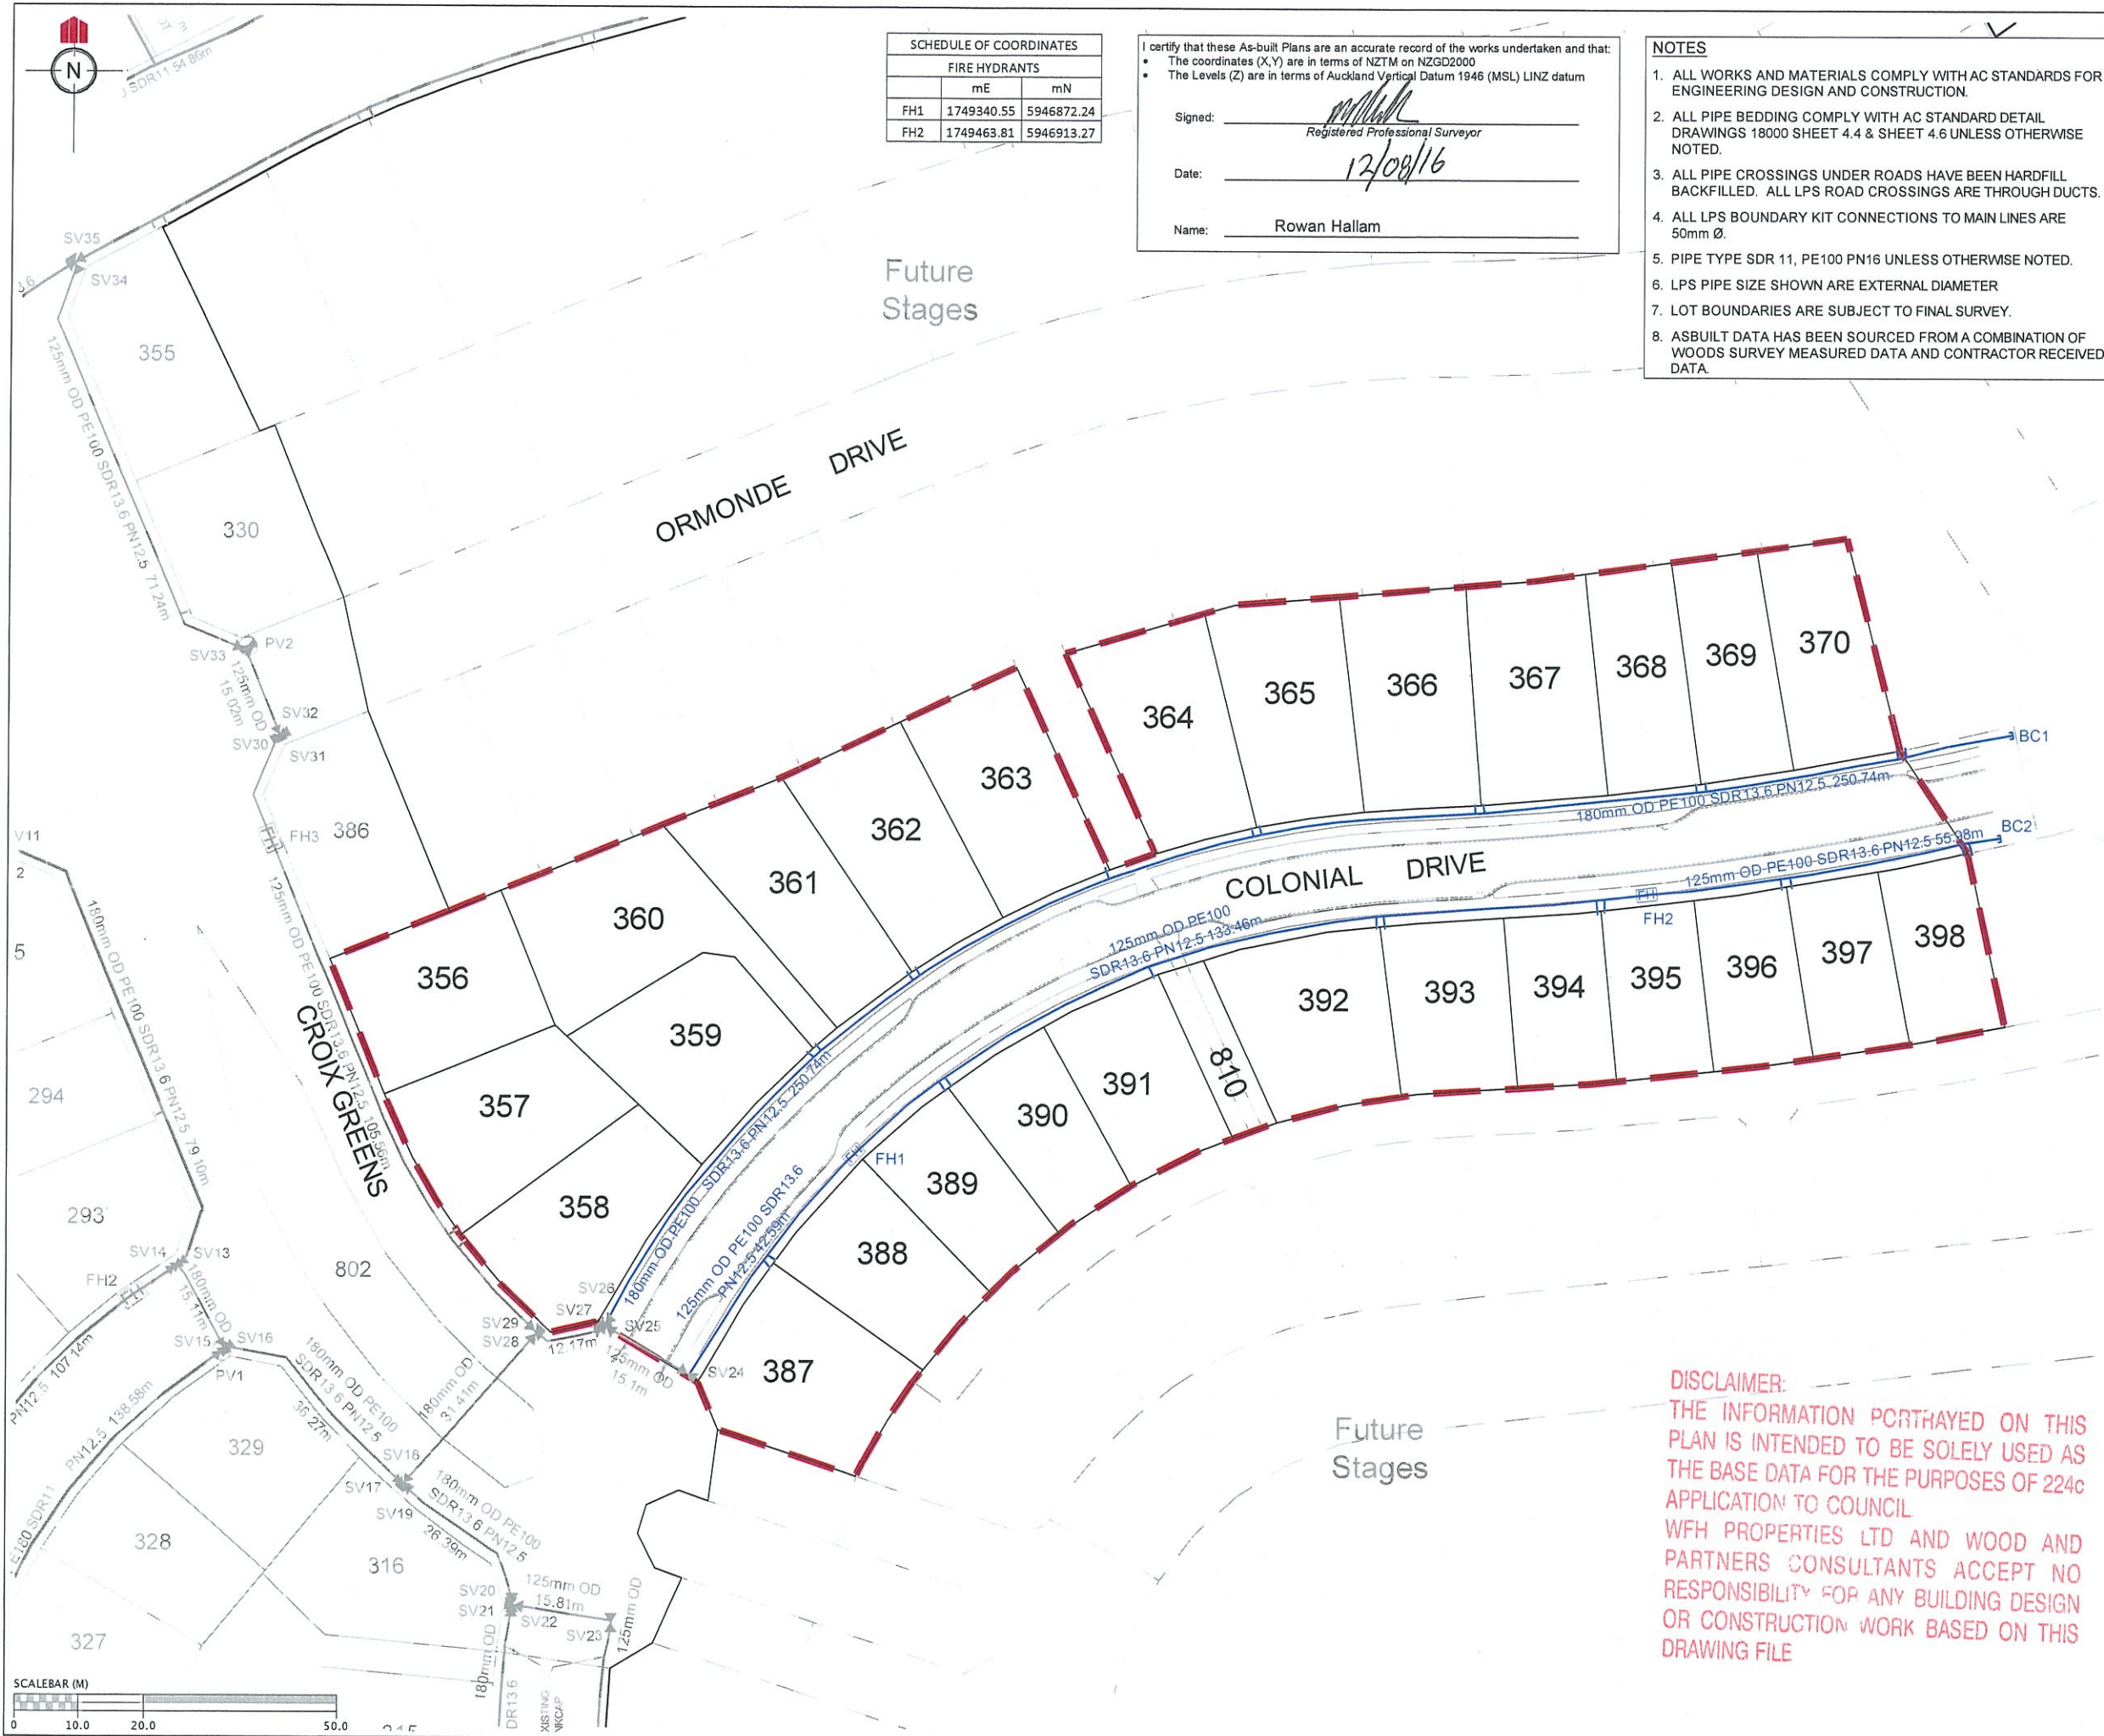 N
SDR11 54.86m
SCHEDULE OF COORDINATES
FIRE HYDRANTS
mE mN
FH1 1749340.55 5946872.24
FH2 1749463.81 5946913.27
I certify that these As-built Plans are an accurate record of the works undertaken and that:
• The coordinates (X,Y) are in terms of NZTM on NZGD2000
• The Levels (Z) are in terms of Auckland Vertical Datum 1946 (MSL) LINZ datum
Signed:
Registered Professional Surveyor
Date: 12/08/16
Name: Rowan Hallam
NOTES
1. ALL WORKS AND MATERIALS COMPLY WITH AC STANDARDS FOR
ENGINEERING DESIGN AND CONSTRUCTION.
2. ALL PIPE BEDDING COMPLY WITH AC STANDARD DETAIL
DRAWINGS 18000 SHEET 4.4 & SHEET 4.6 UNLESS OTHERWISE
NOTED.
3. ALL PIPE CROSSINGS UNDER ROADS HAVE BEEN HARDFILL
BACKFILLED. ALL LPS ROAD CROSSINGS ARE THROUGH DUCTS.
4. ALL LPS BOUNDARY KIT CONNECTIONS TO MAIN LINES ARE
50mm Ø.
5. PIPE TYPE SDR 11, PE100 PN16 UNLESS OTHERWISE NOTED.
6. LPS PIPE SIZE SHOWN ARE EXTERNAL DIAMETER
7. LOT BOUNDARIES ARE SUBJECT TO FINAL SURVEY.
8. ASBUILT DATA HAS BEEN SOURCED FROM A COMBINATION OF
WOODS SURVEY MEASURED DATA AND CONTRACTOR RECEIVED
DATA.
SV35
SV34
355
125mm OD PE100 SDR13.6 PN12.5 71.24m
330
Future
Stages
ORMONDE DRIVE
PV2
SV33
125mm OD
15.02m
SV32
SV30
SV31
FH
FH3
386
125mm OD PE100 SDR13.6 PN12.5 105.56m
CROIX GREENS
356
357
358
359
360
361
362
363
364
365
366
367
368
369
370
BC1
180mm OD PE100 SDR13.6 PN12.5 250.74m
BC2
125mm OD PE100 SDR13.6 PN12.5 55.98m
COLONIAL DRIVE
FH
FH2
125mm OD PE100
SDR13.6 PN12.5 133.46m
392
393
394
395
396
397
398
810
391
390
389
388
387
FH
FH1
180mm OD PE100 SDR13.6 PN12.5 250.74m
125mm OD PE100 SDR13.6
PN12.5 42.59m
V11
2
5
180mm OD PE100 SDR13.6 PN12.5 79.10m
294
293
802
SV14
SV13
FH2
180mm OD
15.11m
SV15
SV16
PV1
PN12.5 107.14m
PN12.5 138.58m
E180 SDR11
180mm OD PE100
SDR13.6 PN12.5
36.27m
SV29
SV28
SV27
SV26
SV25
12.17m
125mm OD
15.1m
SV24
180mm OD
31.41m
SV18
SV17
SV19
180mm OD PE100
SDR13.6 PN12.5
26.39m
329
328
327
316
SV20
SV21
SV22
SV23
125mm OD
15.81m
125mm OD
180mm OD
DR13.6
XISTING
Future
Stages
DISCLAIMER:
THE INFORMATION PORTRAYED ON THIS
PLAN IS INTENDED TO BE SOLELY USED AS
THE BASE DATA FOR THE PURPOSES OF 224c
APPLICATION TO COUNCIL
WFH PROPERTIES LTD AND WOOD AND
PARTNERS CONSULTANTS ACCEPT NO
RESPONSIBILITY FOR ANY BUILDING DESIGN
OR CONSTRUCTION WORK BASED ON THIS
DRAWING FILE
SCALEBAR (M)
0 10.0 20.0 50.0